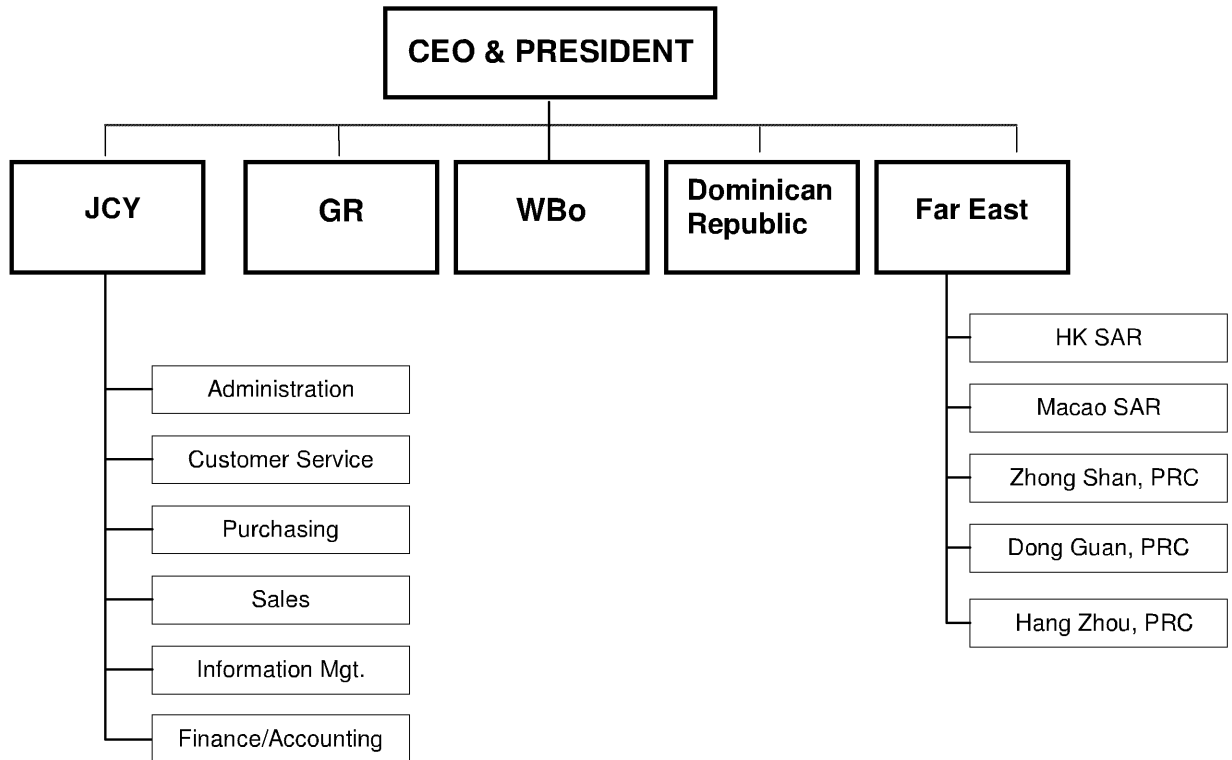 CEO & PRESIDENT
JCY
GR
WBo
Dominican
Republic
Far East
HK SAR
Macao SAR
Zhong Shan, PRC
Dong Guan, PRC
Hang Zhou, PRC
Administration
Customer Service
Purchasing
Sales
Information Mgt.
Finance/Accounting